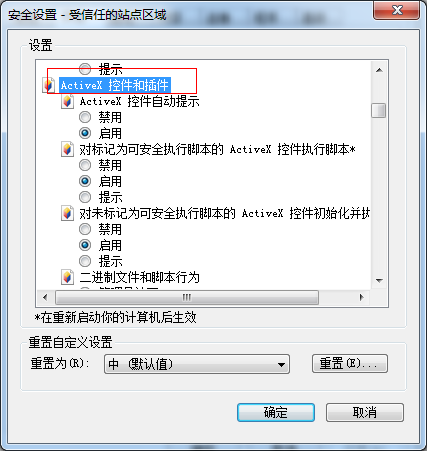 安全设置 - 受信任的站点区域
设置
提示
ActiveX 控件和插件
ActiveX 控件自动提示
禁用
启用
对标记为可安全执行脚本的 ActiveX 控件执行脚本*
禁用
启用
提示
对未标记为可安全执行脚本的 ActiveX 控件初始化并执
禁用
启用
提示
二进制文件和脚本行为
*在重新启动你的计算机后生效
重置自定义设置
重置为(R): 中 (默认值) 重置(E)...
确定 取消